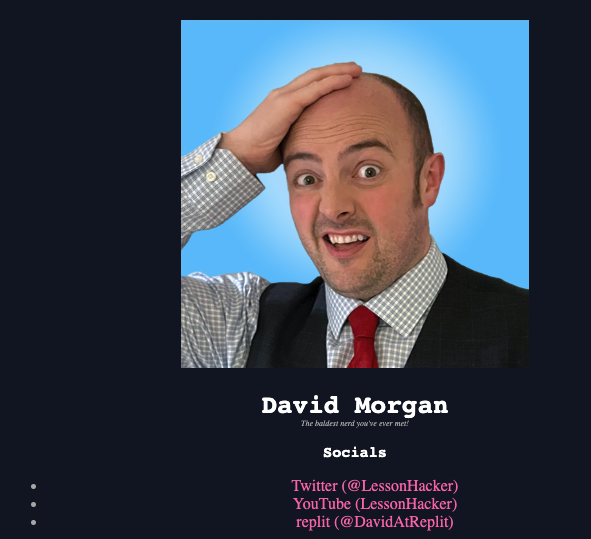 David Morgan
The baldest nerd you've ever met!
Socials
Twitter (@LessonHacker)
YouTube (LessonHacker)
replit (@DavidAtReplit)